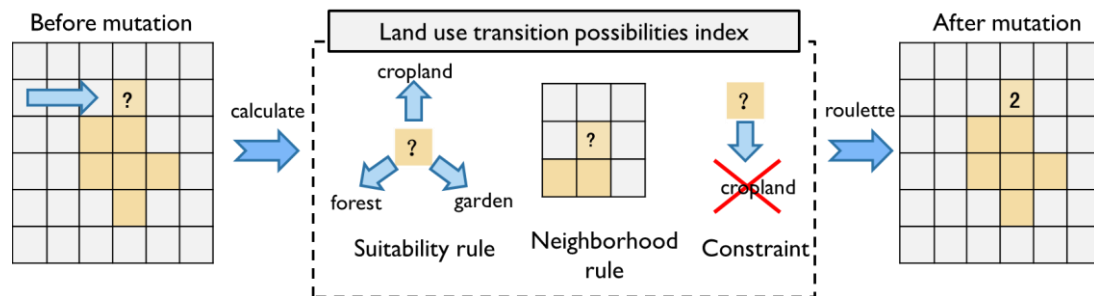 Before mutation
Land use transition possibilities index
After mutation
?
calculate
cropland
?
forest
garden
Suitability rule
?
Neighborhood
rule
?
cropland
Constraint
roulette
2